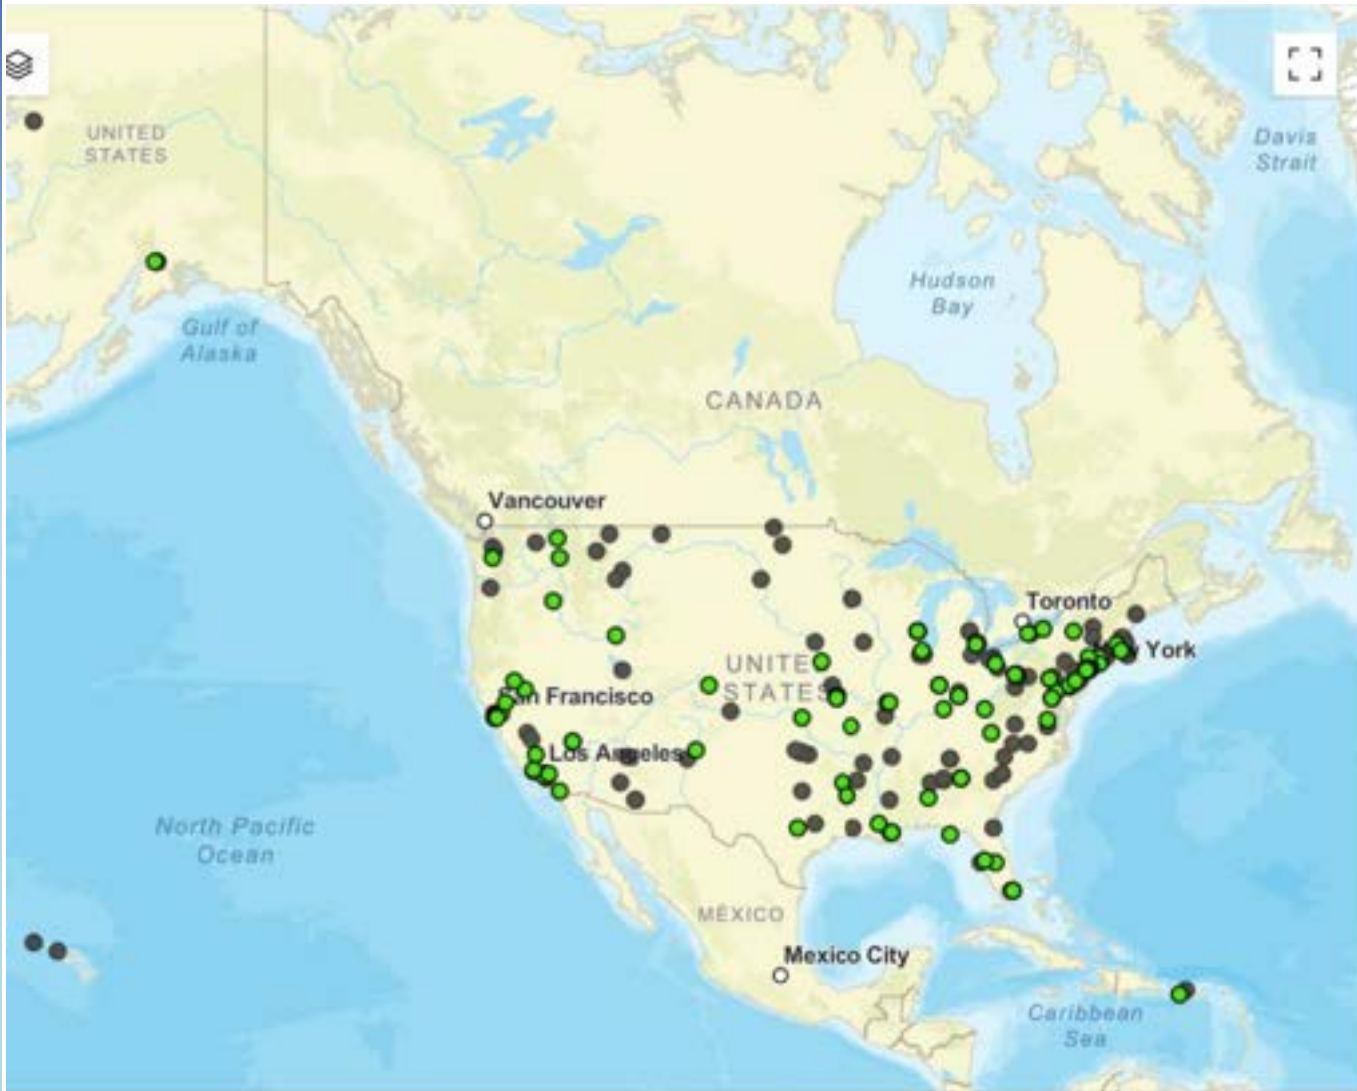 UNITED
STATES
Davis
Strait
Hudson
Bay
Gulf of
Alaska
CANADA
Vancouver
Toronto
York
UNITE
STATES
San Francisco
Los Angeles
North Pacific
Ocean
MÉXICO
Mexico City
Caribbean
Sea